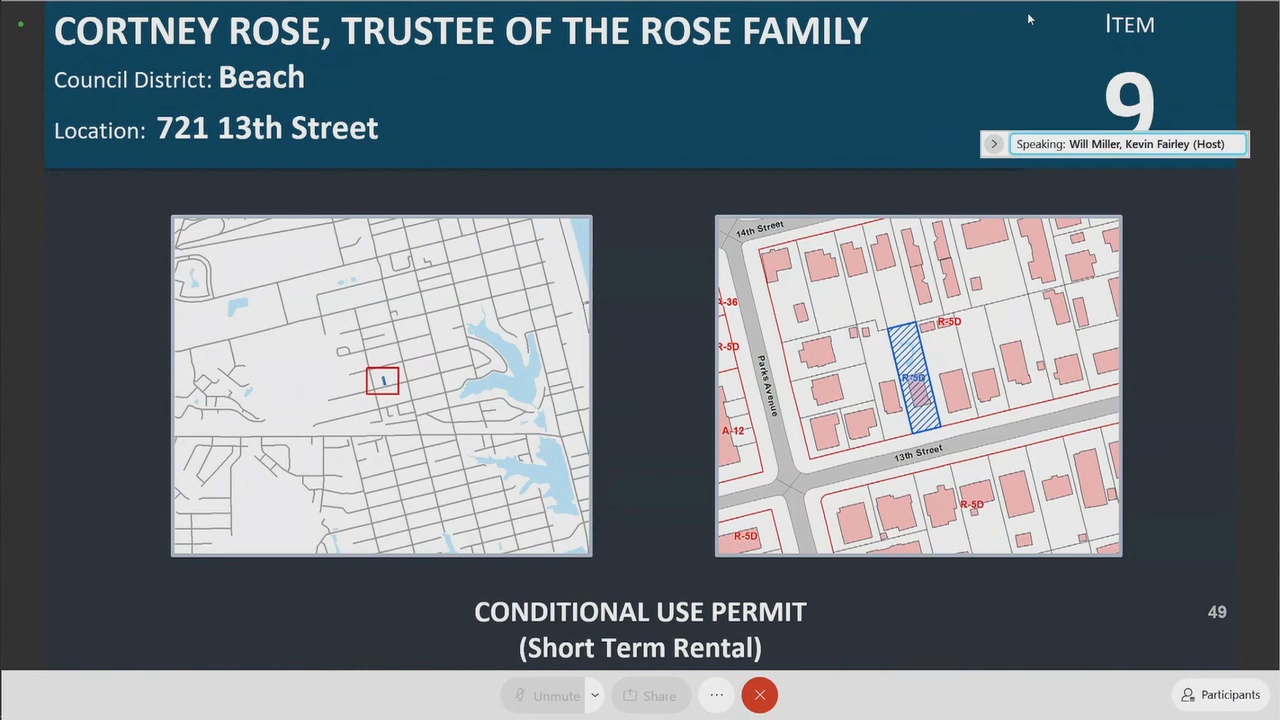 CORTNEY ROSE, TRUSTEE OF THE ROSE FAMILY
ITEM
Council District: Beach
9
Location: 721 13th Street
Speaking: Will Miller, Kevin Fairley (Host)
14th Street
A-36
R-5D
R-5D
R-5D
Parks Avenue
A-12
13th Street
R-5D
R-5D
CONDITIONAL USE PERMIT
49
(Short Term Rental)
Unmute
Share
Participants